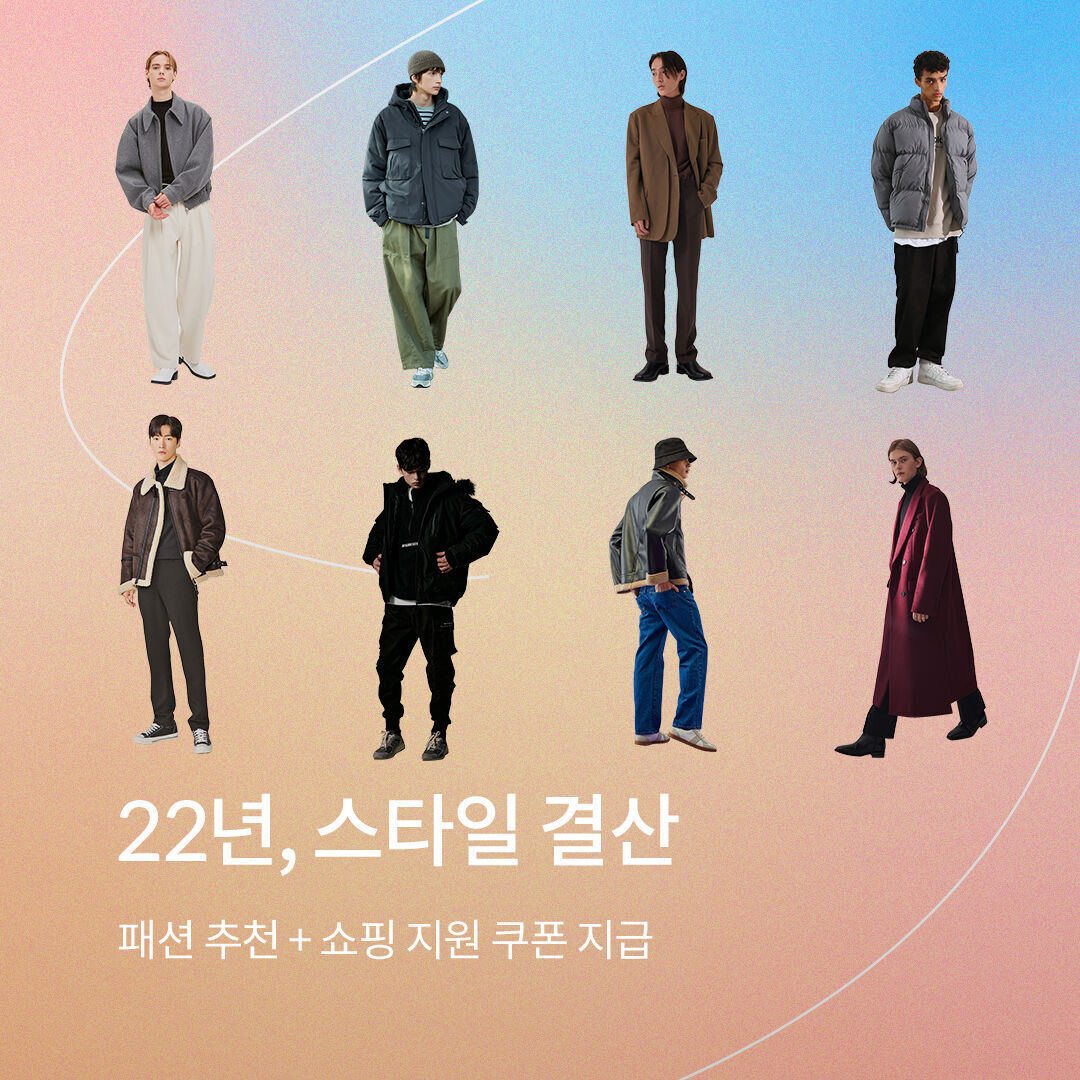 22년, 스타일 결산
패션 추천 + 쇼핑 지원 쿠폰 지급